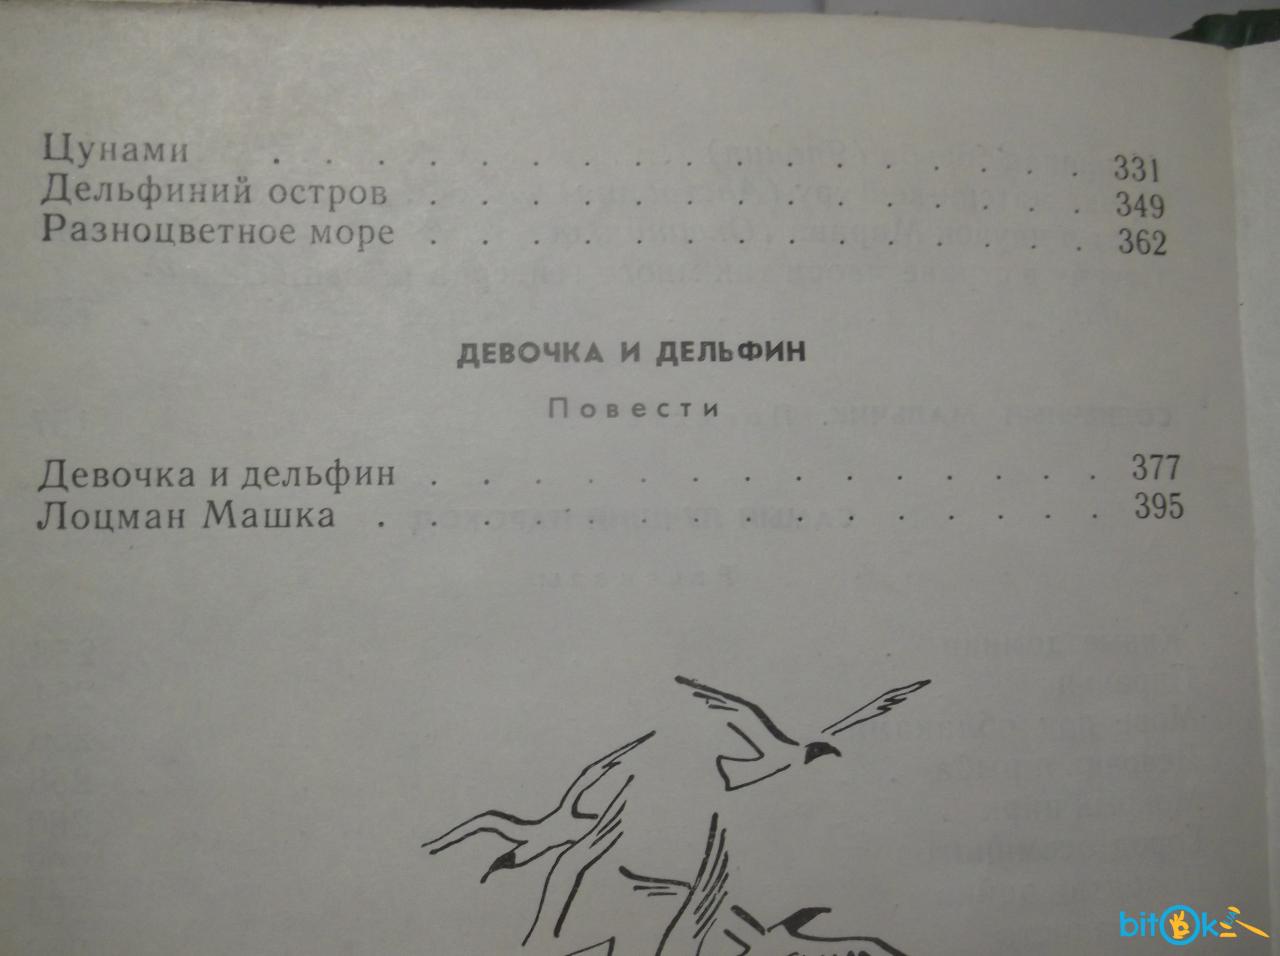 Цунами . . . . . . . . . . . . . . . . . 331
Дельфиний остров . . . . . . . . . . . . . . 349
Разноцветное море . . . . . . . . . . . . . . 362
ДЕВОЧКА И ДЕЛЬФИН
Повести
Девочка и дельфин . . . . . . . . . . . . . 377
Лоцман Машка . . . . . . . . . . . . . . 395
bitOk